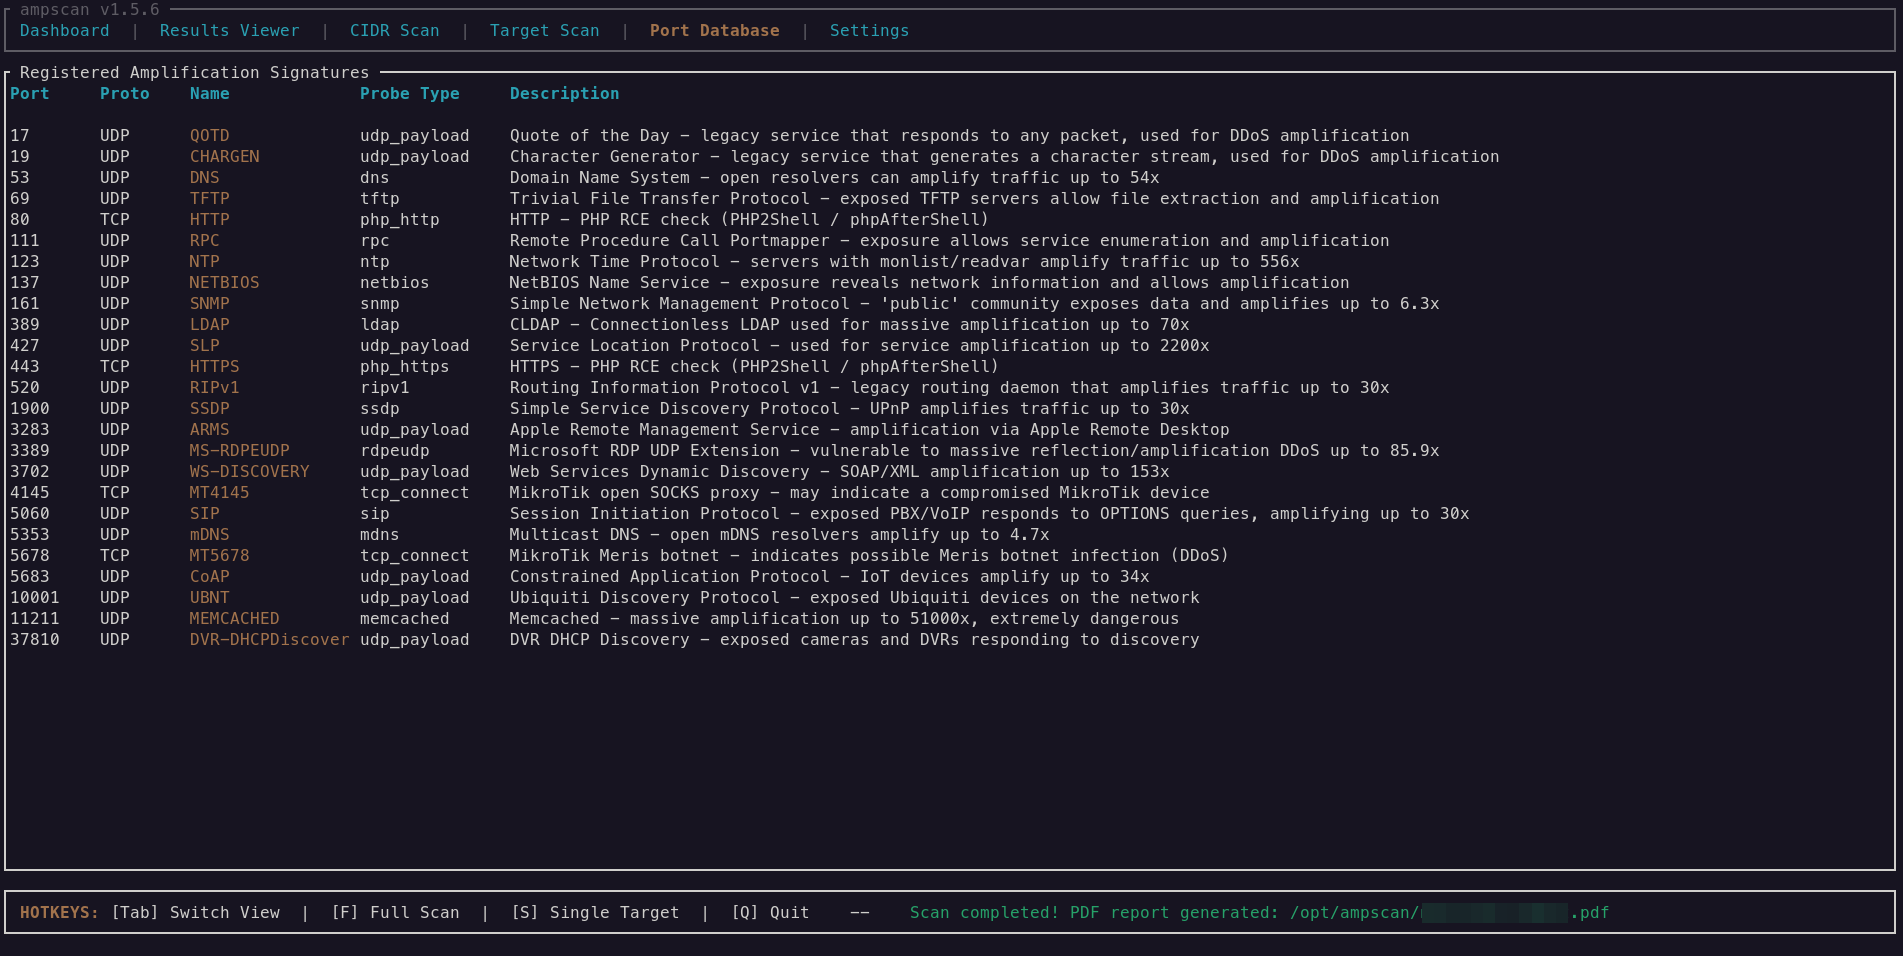 ampscan v1.5.6
Dashboard | Results Viewer | CIDR Scan | Target Scan | Port Database | Settings
Registered Amplification Signatures
Port Proto Name Probe Type Description
17 UDP QOTD udp_payload Quote of the Day – legacy service that responds to any packet, used for DDoS amplification
19 UDP CHARGEN udp_payload Character Generator – legacy service that generates a character stream, used for DDoS amplification
53 UDP DNS dns Domain Name System – open resolvers can amplify traffic up to 54x
69 UDP TFTP tftp Trivial File Transfer Protocol – exposed TFTP servers allow file extraction and amplification
80 TCP HTTP php_http HTTP – PHP RCE check (PHP2Shell / phpAfterShell)
111 UDP RPC rpc Remote Procedure Call Portmapper – exposure allows service enumeration and amplification
123 UDP NTP ntp Network Time Protocol – servers with monlist/readvar amplify traffic up to 556x
137 UDP NETBIOS netbios NetBIOS Name Service – exposure reveals network information and allows amplification
161 UDP SNMP snmp Simple Network Management Protocol – 'public' community exposes data and amplifies up to 6.3x
389 UDP LDAP ldap CLDAP – Connectionless LDAP used for massive amplification up to 70x
427 UDP SLP udp_payload Service Location Protocol – used for service amplification up to 2200x
443 TCP HTTPS php_https HTTPS – PHP RCE check (PHP2Shell / phpAfterShell)
520 UDP RIPv1 ripv1 Routing Information Protocol v1 – legacy routing daemon that amplifies traffic up to 30x
1900 UDP SSDP ssdp Simple Service Discovery Protocol – UPnP amplifies traffic up to 30x
3283 UDP ARMS udp_payload Apple Remote Management Service – amplification via Apple Remote Desktop
3389 UDP MS–RDPEUDP rdpeudp Microsoft RDP UDP Extension – vulnerable to massive reflection/amplification DDoS up to 85.9x
3702 UDP WS–DISCOVERY udp_payload Web Services Dynamic Discovery – SOAP/XML amplification up to 153x
4145 TCP MT4145 tcp_connect MikroTik open SOCKS proxy – may indicate a compromised MikroTik device
5060 UDP SIP sip Session Initiation Protocol – exposed PBX/VoIP responds to OPTIONS queries, amplifying up to 30x
5353 UDP mDNS mdns Multicast DNS – open mDNS resolvers amplify up to 4.7x
5678 TCP MT5678 tcp_connect MikroTik Meris botnet – indicates possible Meris botnet infection (DDoS)
5683 UDP CoAP udp_payload Constrained Application Protocol – IoT devices amplify up to 34x
10001 UDP UBNT udp_payload Ubiquiti Discovery Protocol – exposed Ubiquiti devices on the network
11211 UDP MEMCACHED memcached Memcached – massive amplification up to 51000x, extremely dangerous
37810 UDP DVR–DHCPDiscover udp_payload DVR DHCP Discovery – exposed cameras and DVRs responding to discovery
HOTKEYS: [Tab] Switch View | [F] Full Scan | [S] Single Target | [Q] Quit –– Scan completed! PDF report generated: /opt/ampscan/ .pdf